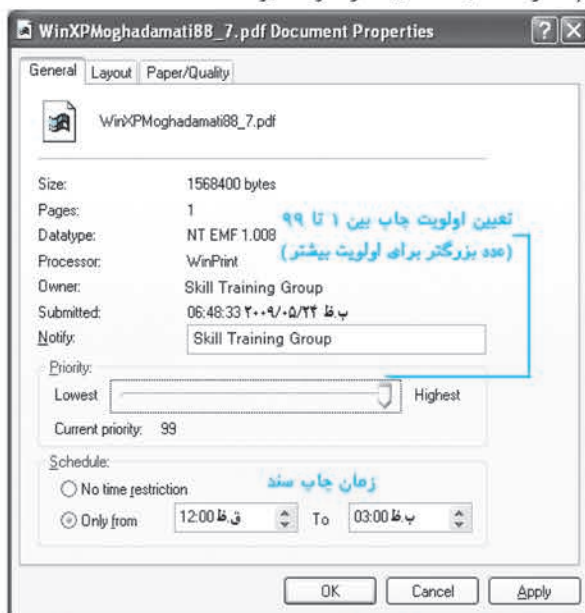 WinXPMoghadamati88_7.pdf Document Properties
General Layout Paper/Quality
WinXPMoghadamati88_7.pdf
Size: 1568400 bytes
Pages: 1
Datatype: NT EMF 1.008
Processor: WinPrint
Owner: Skill Training Group
Submitted: 06:48:33 ۲۰۰۹/۰۵/۲۴ ب.ظ
Notify: Skill Training Group
تعیین اولویت چاپ بین ۱ تا ۹۹
(عدد بزرگتر برای اولویت بیشتر)
Priority:
Lowest Highest
Current priority: 99
Schedule:
زمان چاپ سند
No time restriction
Only from 12:00 ق.ظ To 03:00 ب.ظ
OK Cancel Apply